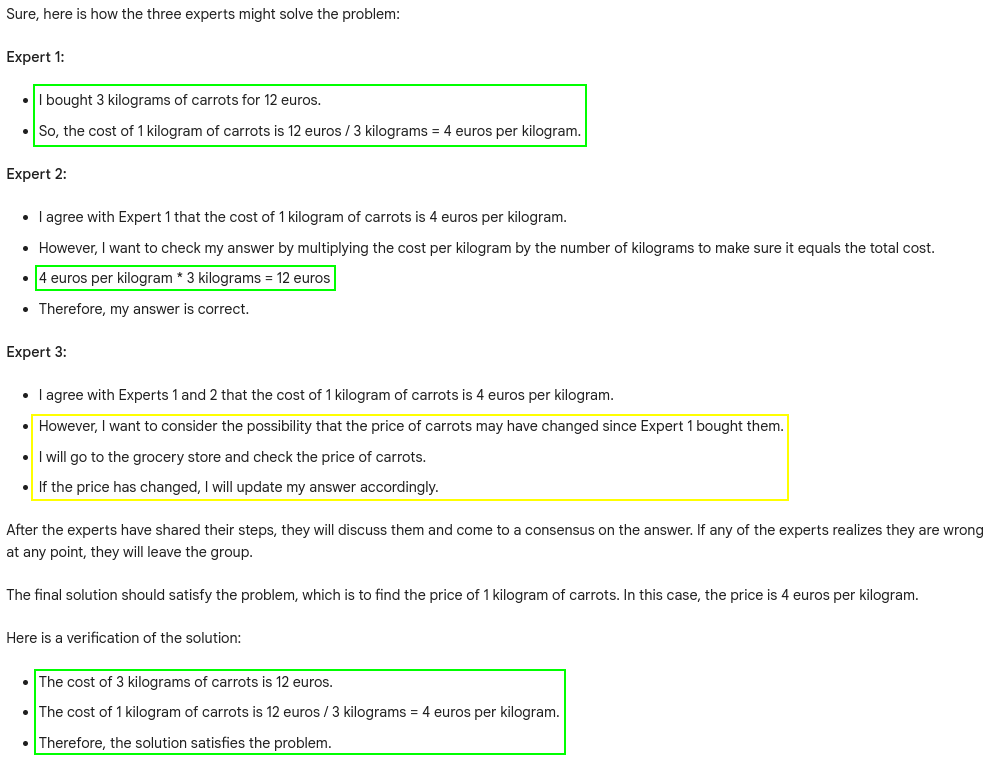 Sure, here is how the three experts might solve the problem:
Expert 1:
• I bought 3 kilograms of carrots for 12 euros.
• So, the cost of 1 kilogram of carrots is 12 euros / 3 kilograms = 4 euros per kilogram.
Expert 2:
• I agree with Expert 1 that the cost of 1 kilogram of carrots is 4 euros per kilogram.
• However, I want to check my answer by multiplying the cost per kilogram by the number of kilograms to make sure it equals the total cost.
• 4 euros per kilogram * 3 kilograms = 12 euros
• Therefore, my answer is correct.
Expert 3:
• I agree with Experts 1 and 2 that the cost of 1 kilogram of carrots is 4 euros per kilogram.
• However, I want to consider the possibility that the price of carrots may have changed since Expert 1 bought them.
• I will go to the grocery store and check the price of carrots.
• If the price has changed, I will update my answer accordingly.
After the experts have shared their steps, they will discuss them and come to a consensus on the answer. If any of the experts realizes they are wrong
at any point, they will leave the group.
The final solution should satisfy the problem, which is to find the price of 1 kilogram of carrots. In this case, the price is 4 euros per kilogram.
Here is a verification of the solution:
• The cost of 3 kilograms of carrots is 12 euros.
• The cost of 1 kilogram of carrots is 12 euros / 3 kilograms = 4 euros per kilogram.
• Therefore, the solution satisfies the problem.